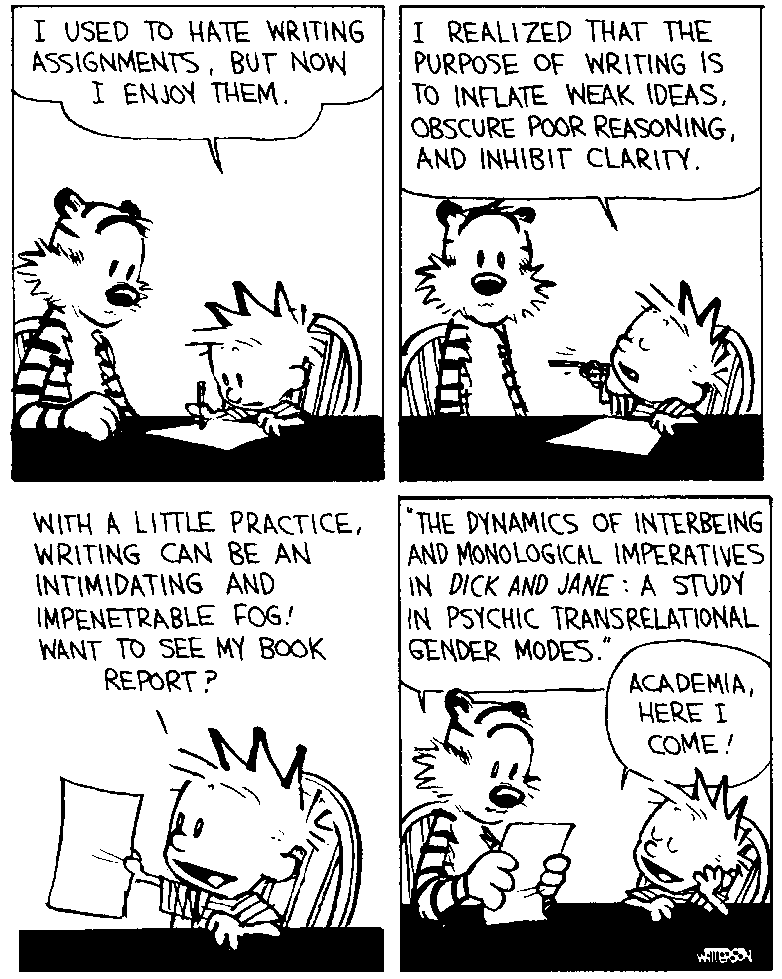 I USED TO HATE WRITING
ASSIGNMENTS, BUT NOW
I ENJOY THEM.
I REALIZED THAT THE
PURPOSE OF WRITING IS
TO INFLATE WEAK IDEAS,
OBSCURE POOR REASONING,
AND INHIBIT CLARITY.
WITH A LITTLE PRACTICE,
WRITING CAN BE AN
INTIMIDATING AND
IMPENETRABLE FOG!
WANT TO SEE MY BOOK
REPORT?
"THE DYNAMICS OF INTERBEING
AND MONOLOGICAL IMPERATIVES
IN DICK AND JANE : A STUDY
IN PSYCHIC TRANSRELATIONAL
GENDER MODES."
ACADEMIA,
HERE I
COME!
WATTERSON